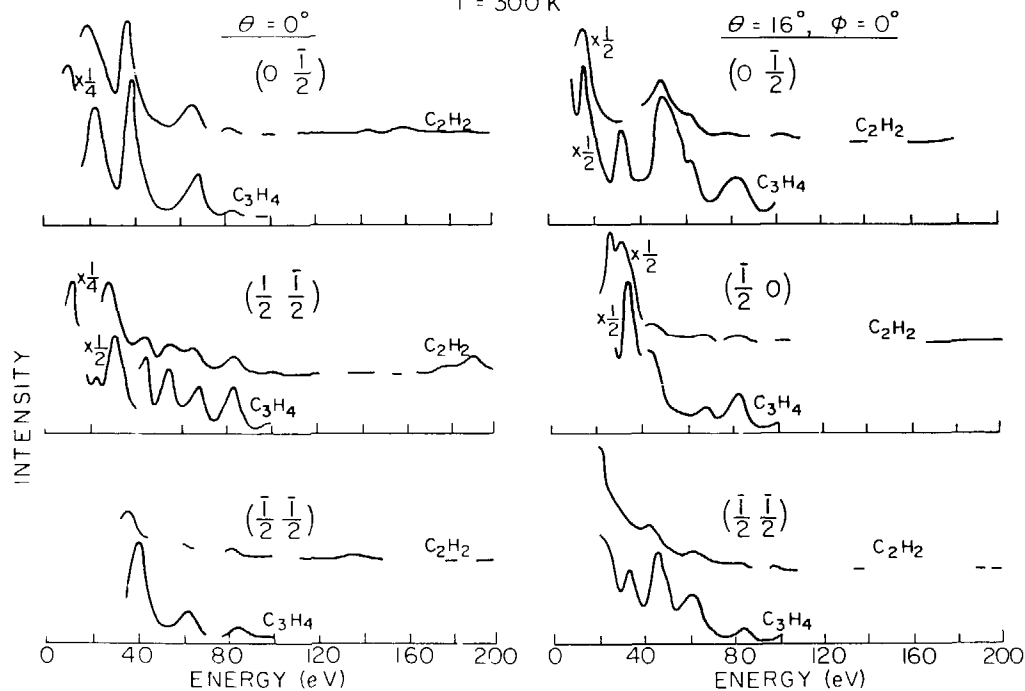 T = 300 K
θ = 0°
θ = 16°, ϕ = 0°
x1/4
(0 1̄/2)
C2H2
C3H4
x1/2
(0 1̄/2)
x1/2
C2H2
C3H4
x1/4
(1/2 1̄/2)
x1/2
C2H2
C3H4
x1/2
(1̄/2 0)
x1/2
C2H2
C3H4
(1̄/2 1̄/2)
C2H2
C3H4
(1̄/2 1̄/2)
C2H2
C3H4
INTENSITY
0 40 80 120 160 200
0 40 80 120 160 200
ENERGY (eV)
ENERGY (eV)